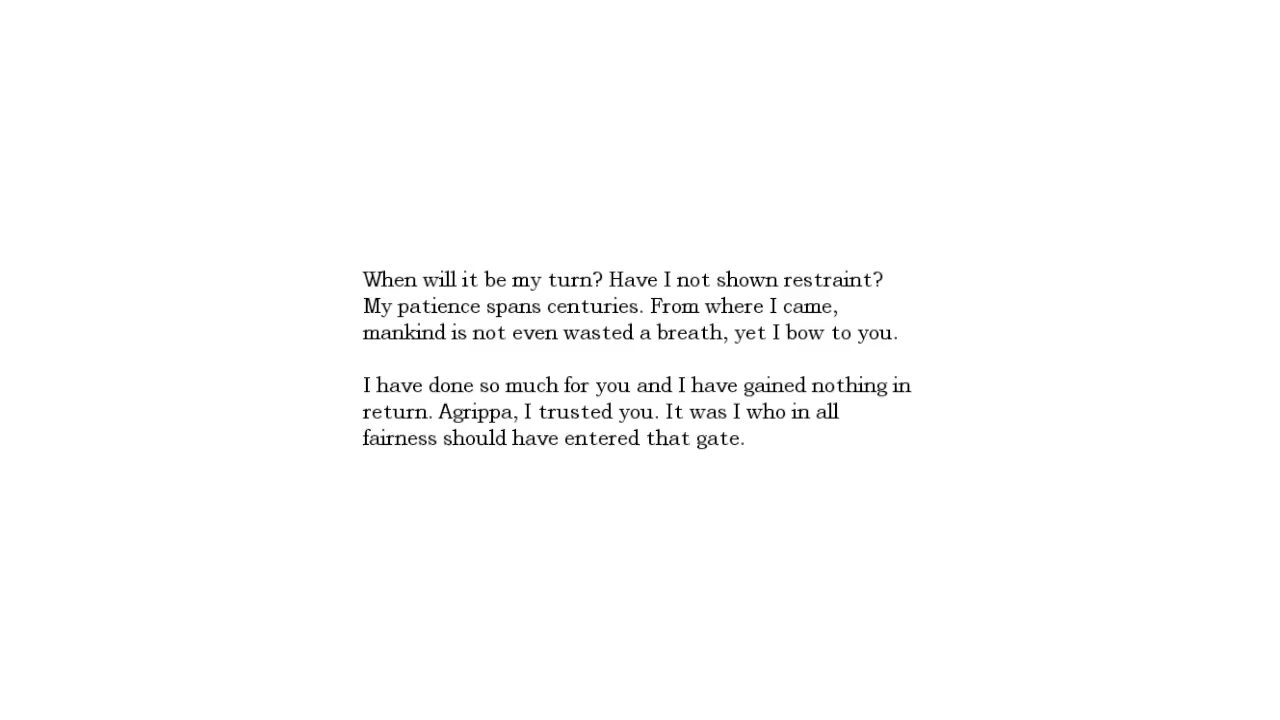 When will it be my turn? Have I not shown restraint?
My patience spans centuries. From where I came,
mankind is not even wasted a breath, yet I bow to you.
I have done so much for you and I have gained nothing in
return. Agrippa, I trusted you. It was I who in all
fairness should have entered that gate.